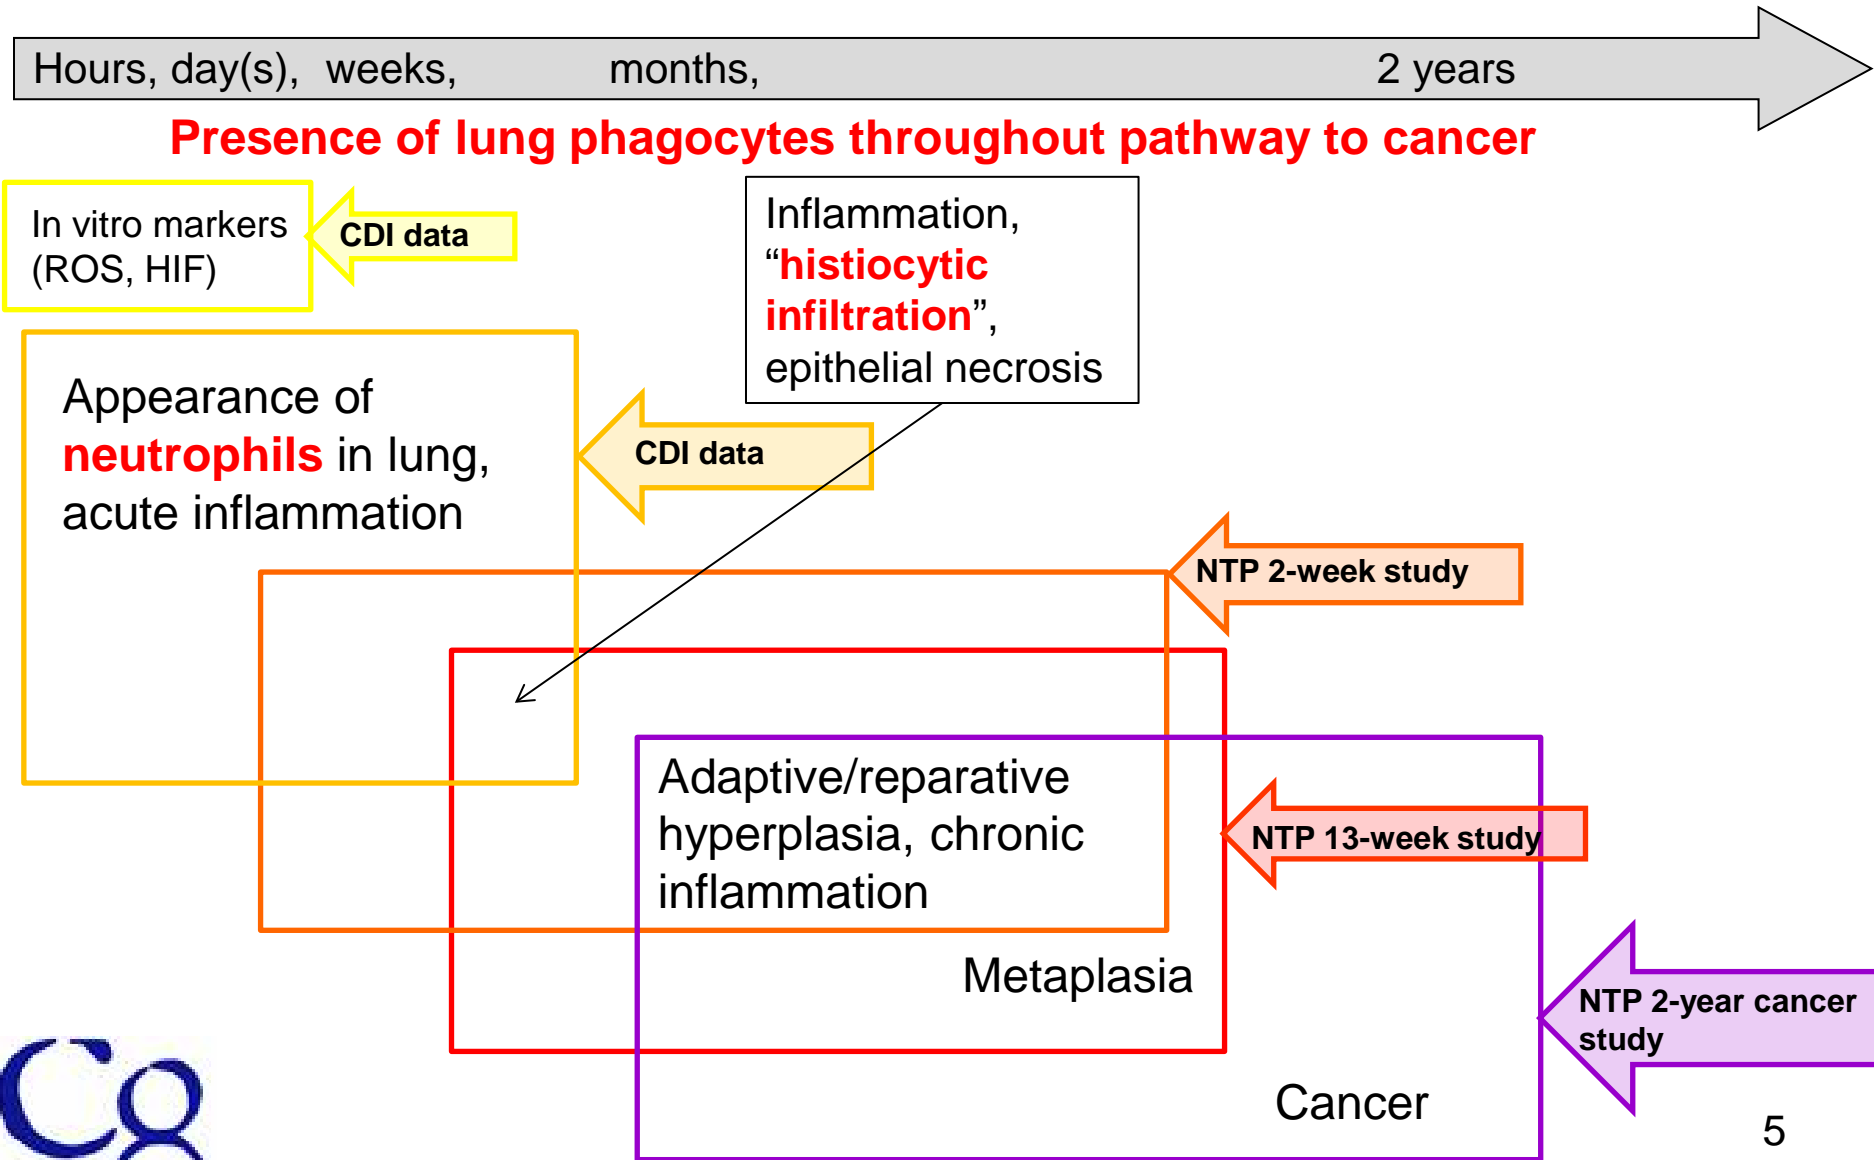 Hours, day(s), weeks, months, 2 years
Presence of lung phagocytes throughout pathway to cancer
In vitro markers
(ROS, HIF)
CDI data
Inflammation,
“histiocytic
infiltration”,
epithelial necrosis
Appearance of
neutrophils in lung,
acute inflammation
CDI data
NTP 2-week study
Adaptive/reparative
hyperplasia, chronic
inflammation
NTP 13-week study
Metaplasia
NTP 2-year cancer
study
Cancer
5